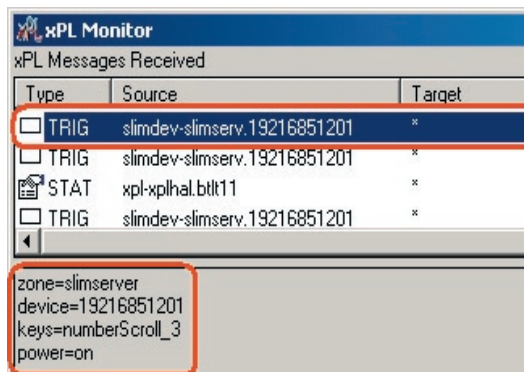 xPL Monitor
xPL Messages Received
Type Source Target
TRIG slimdev-slimserv.19216851201 *
TRIG slimdev-slimserv.19216851201 *
STAT xpl-xplhal.btlt11 *
TRIG slimdev-slimserv.19216851201 *
zone=slimserver
device=19216851201
keys=numberScroll_3
power=on